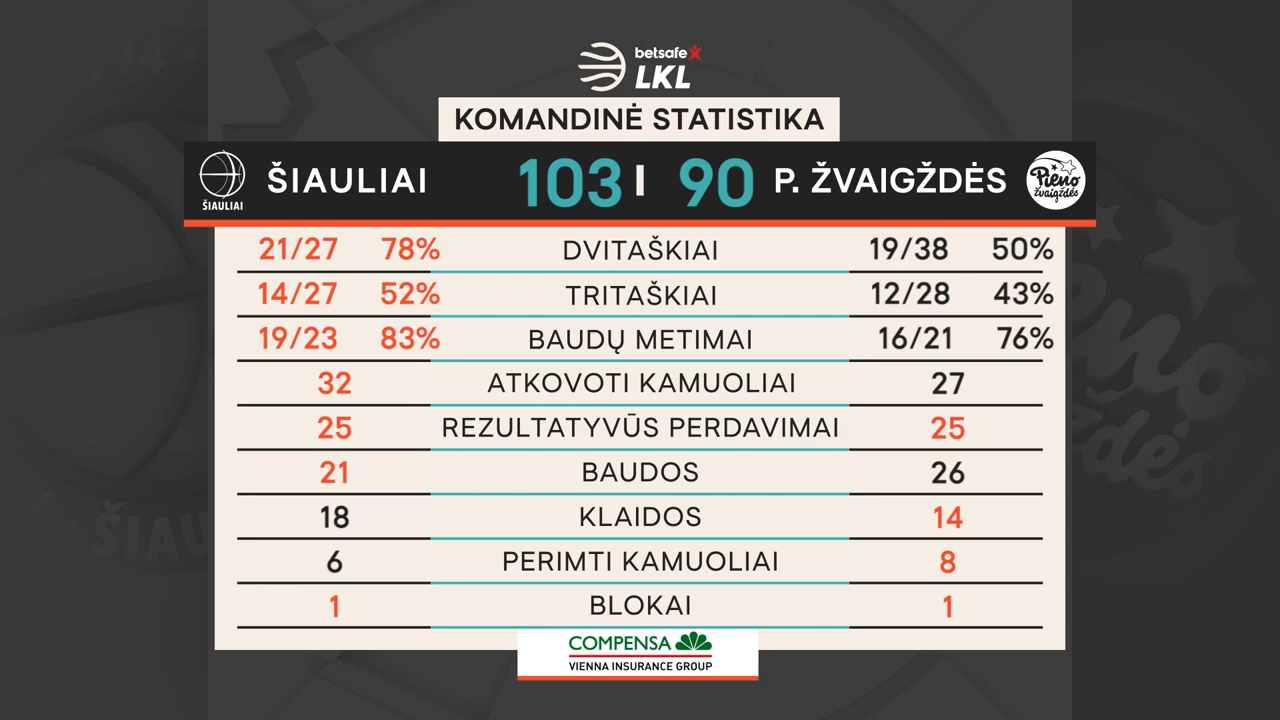 betsafe
LKL
KOMANDINĖ STATISTIKA
ŠIAULIAI
ŠIAULIAI 103 90 P. ŽVAIGŽDĖS
Pieno
žvaigždės
21/27 78% DVITAŠKIAI 19/38 50%
14/27 52% TRITAŠKIAI 12/28 43%
19/23 83% BAUDŲ METIMAI 16/21 76%
32 ATKOVOTI KAMUOLIAI 27
25 REZULTATYVŪS PERDAVIMAI 25
21 BAUDOS 26
18 KLAIDOS 14
6 PERIMTI KAMUOLIAI 8
1 BLOKAI 1
COMPENSA
VIENNA INSURANCE GROUP